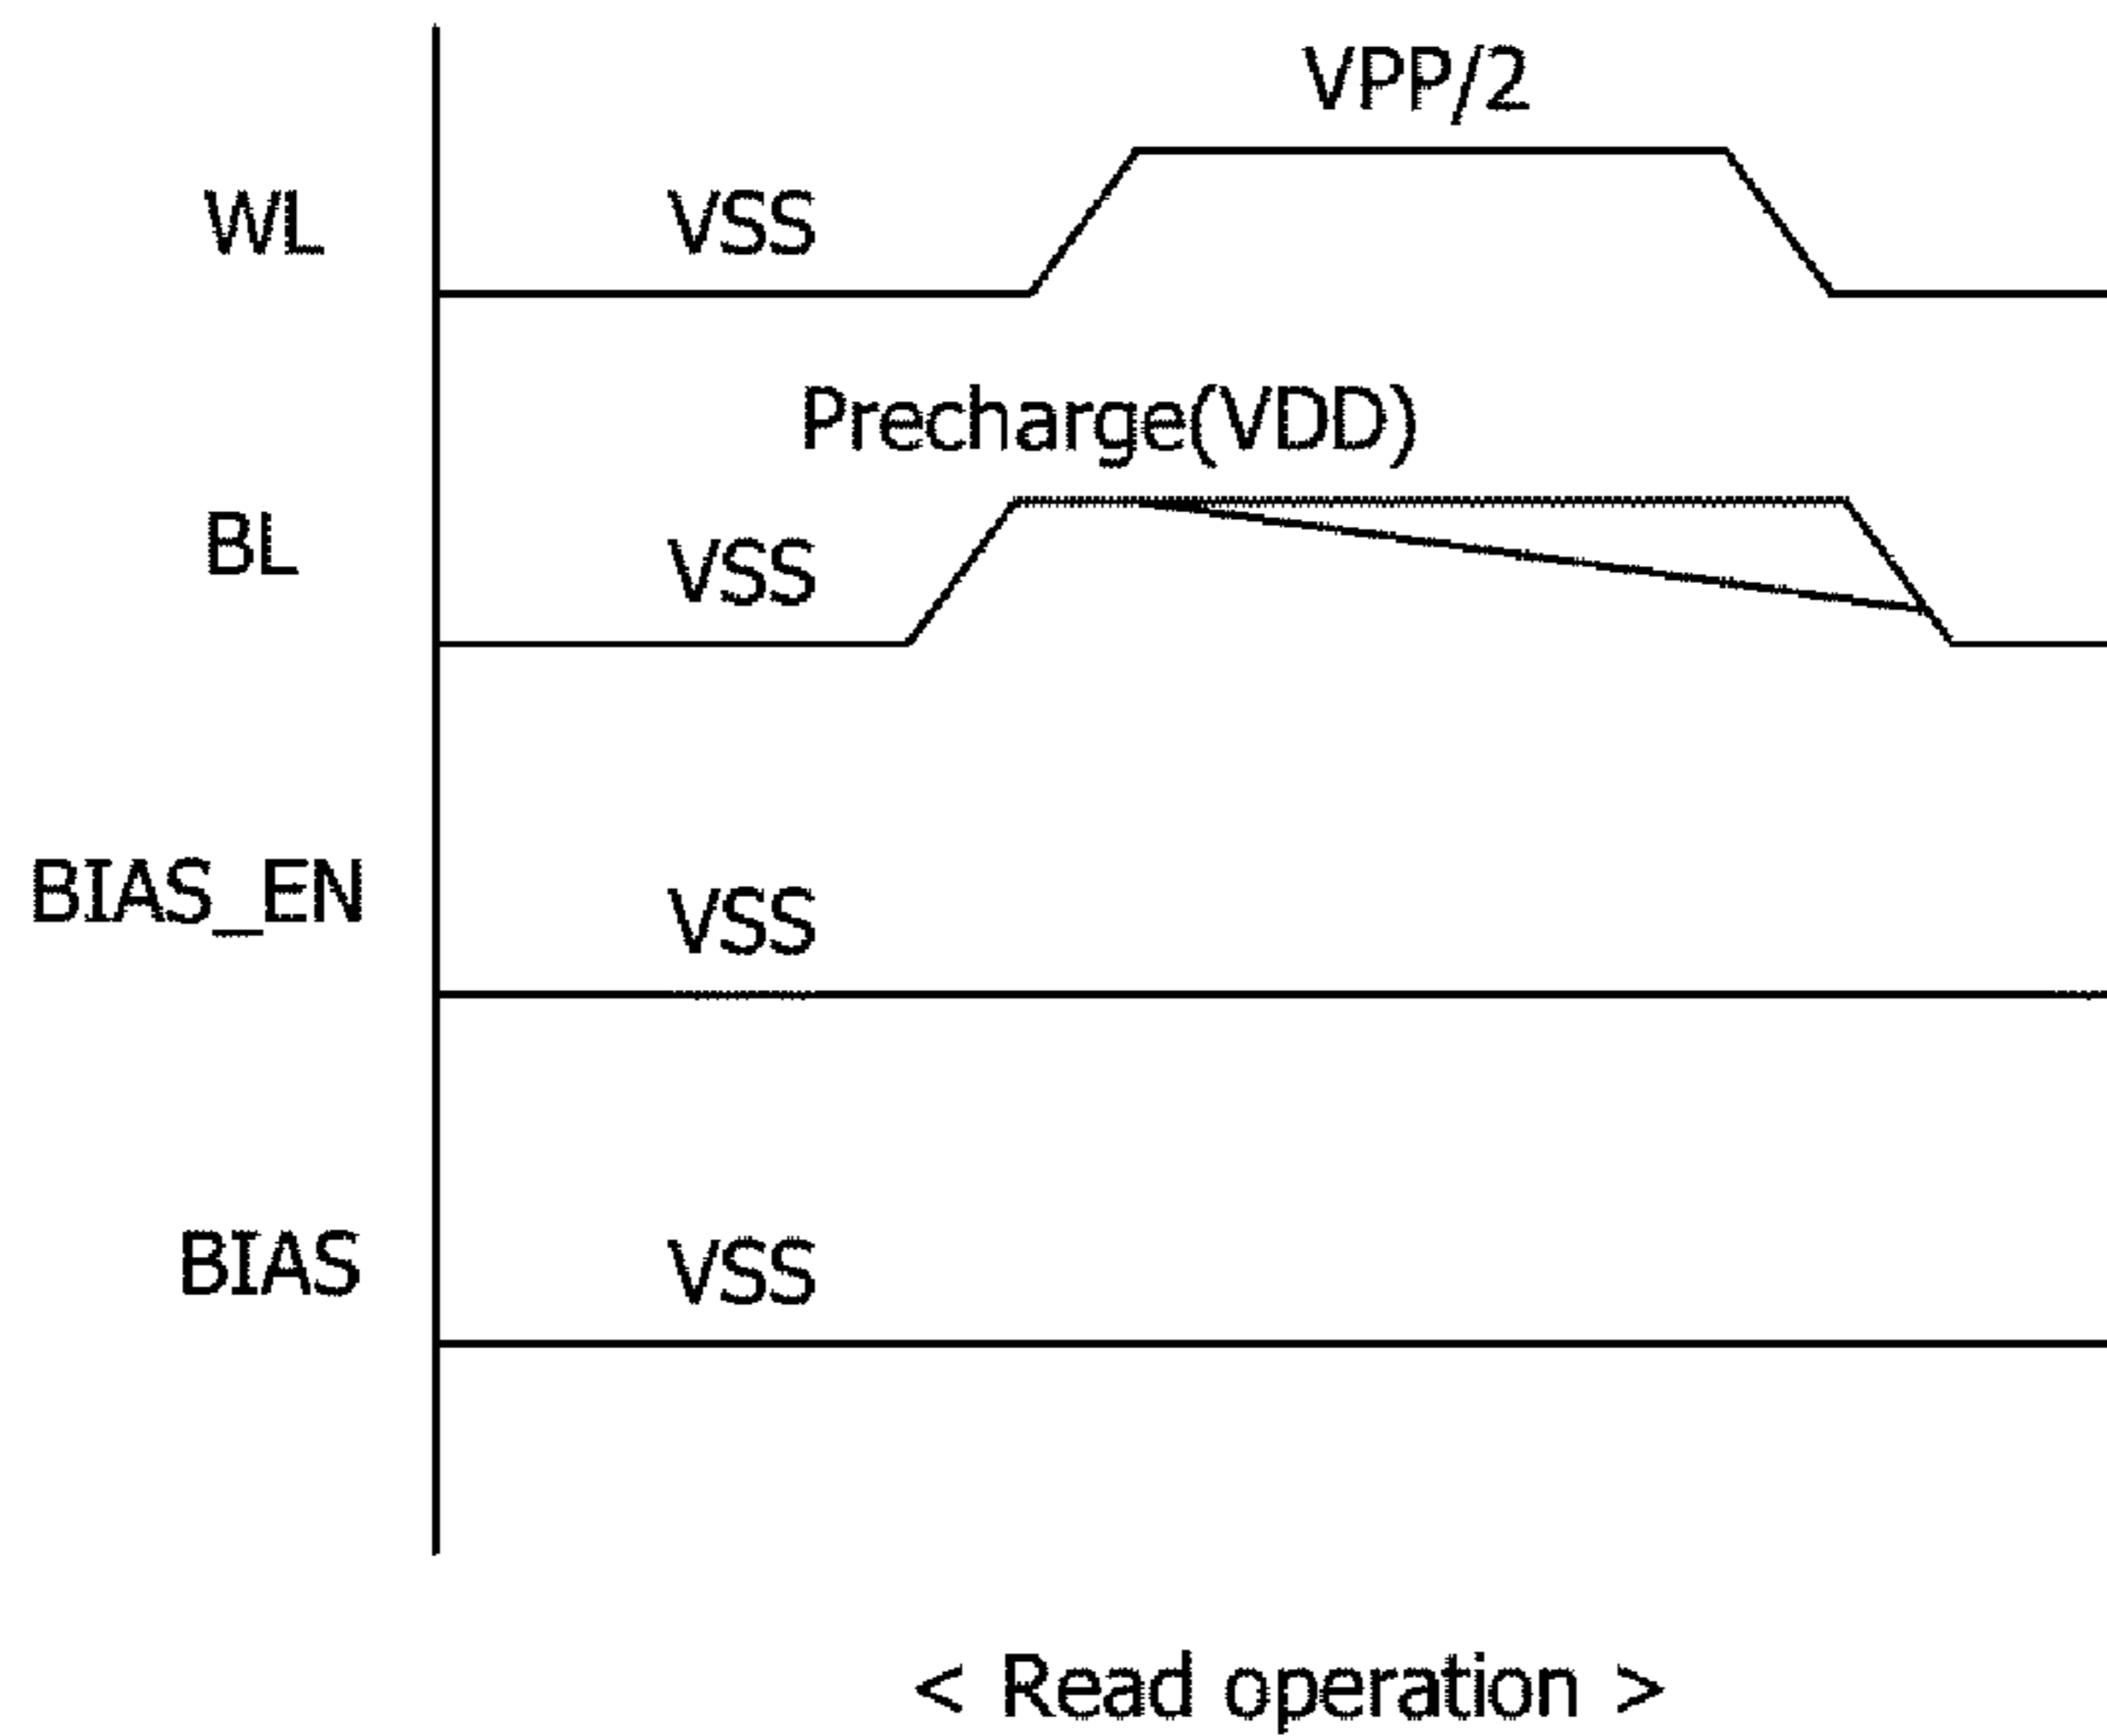 VPP/2
WL VSS
Precharge(VDD)
BL VSS
BIAS_EN VSS
BIAS VSS
< Read operation >